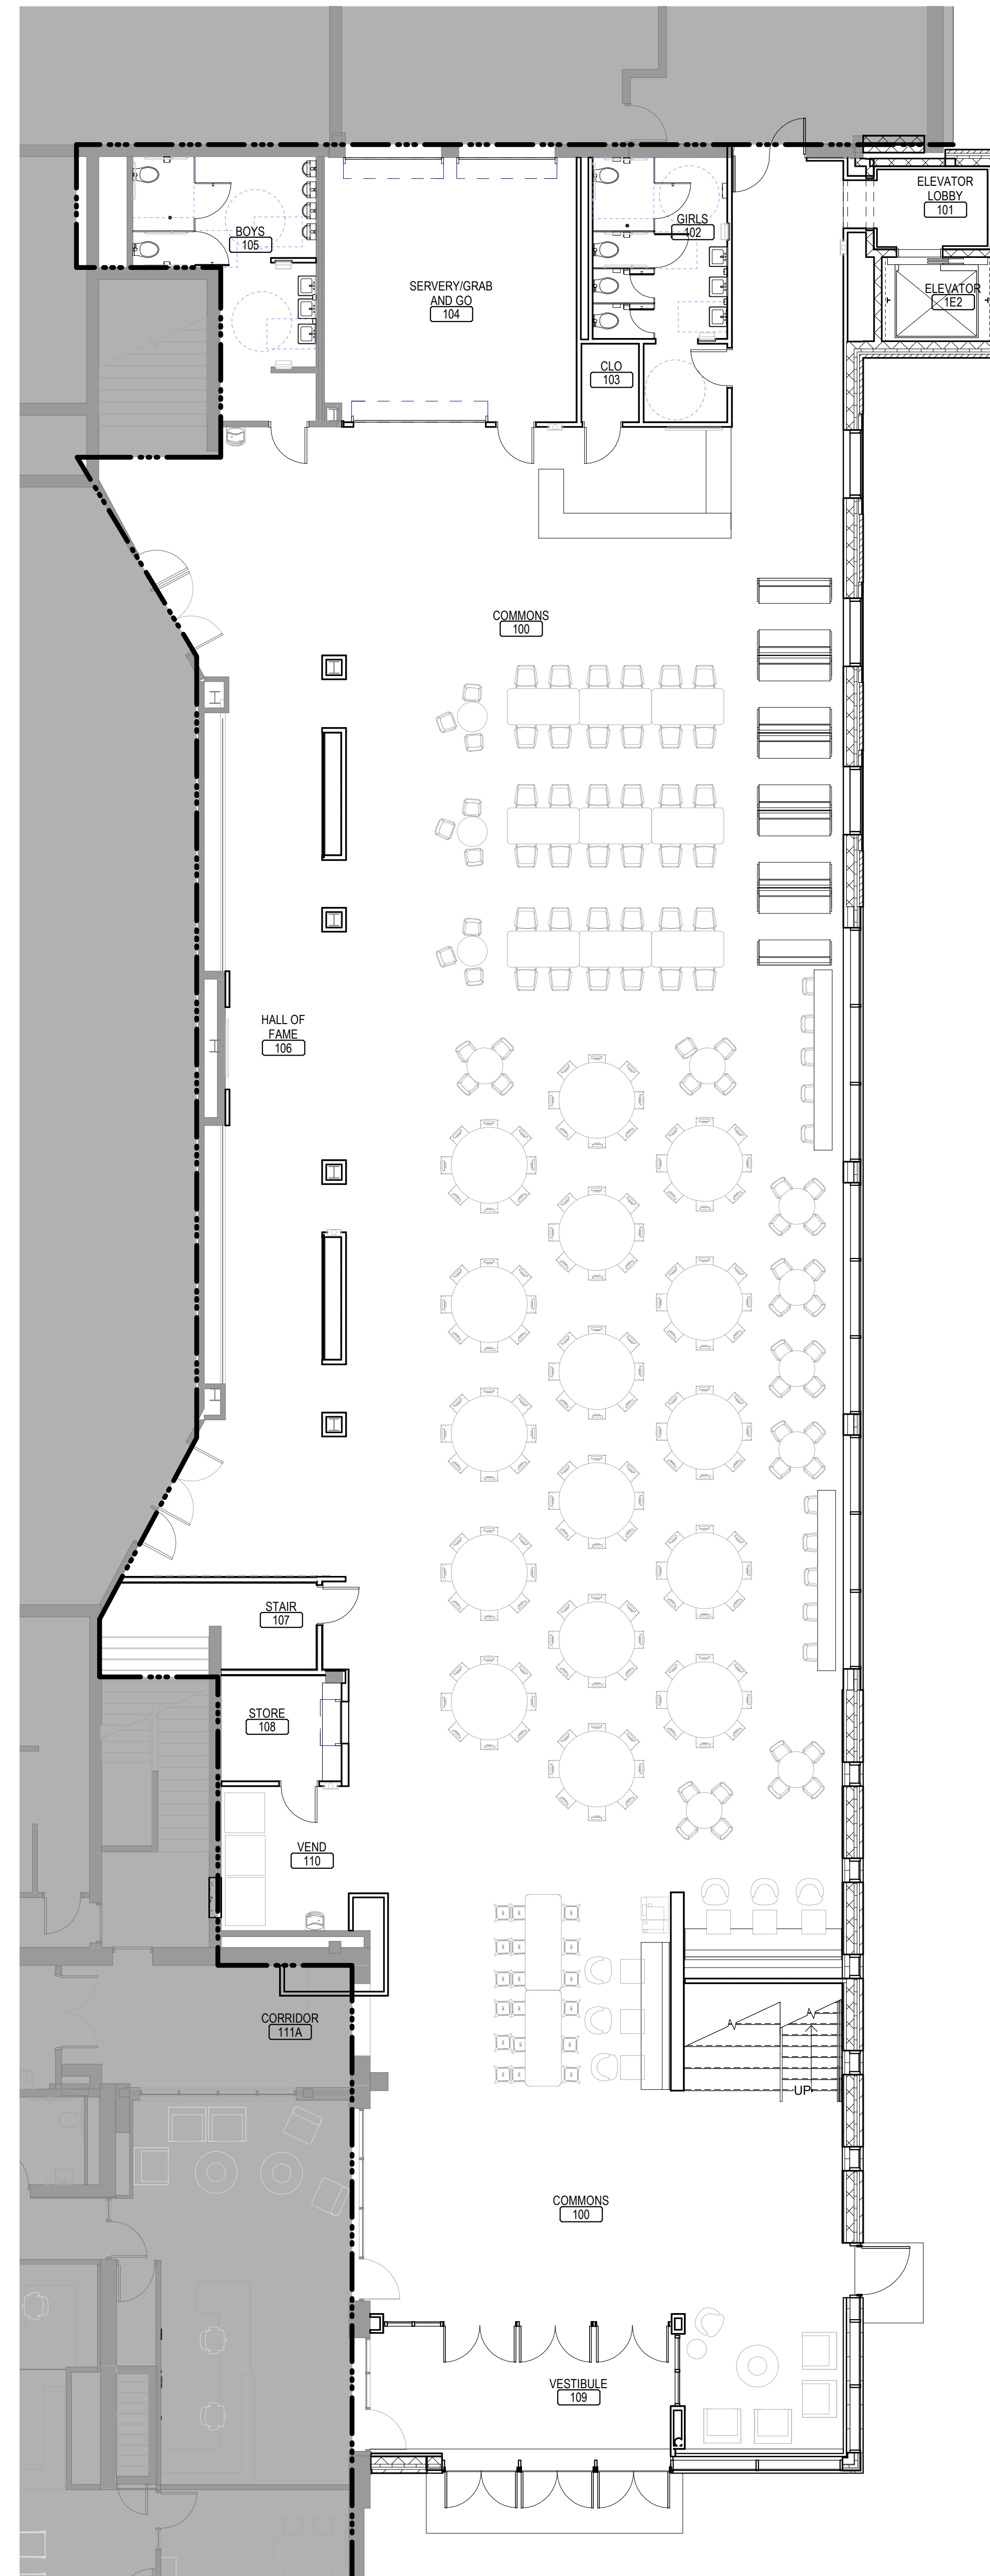 ELEVATOR
LOBBY
101
GIRLS
102
BOYS
105
SERVERY/GRAB
AND GO
104
ELEVATOR
1E2
CLO
103
COMMONS
100
HALL OF
FAME
106
STAIR
107
STORE
108
VEND
110
CORRIDOR
111A
UP
COMMONS
100
VESTIBULE
109